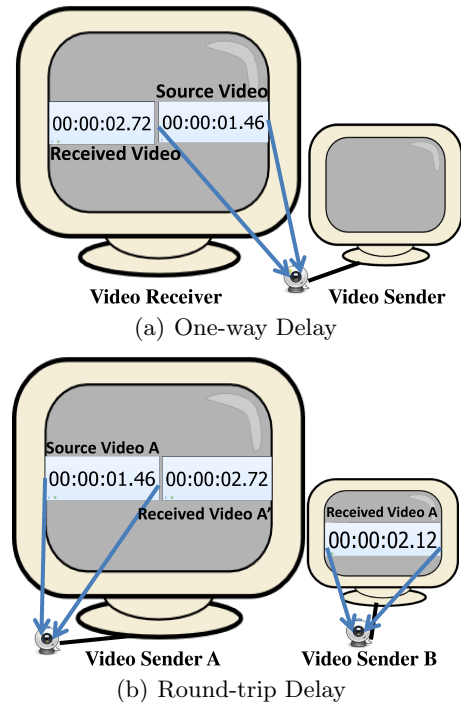 Source Video
00:00:02.72 00:00:01.46
Received Video
Video Receiver Video Sender
(a) One-way Delay
Source Video A
00:00:01.46 00:00:02.72
Received Video A'
Received Video A
00:00:02.12
Video Sender A Video Sender B
(b) Round-trip Delay